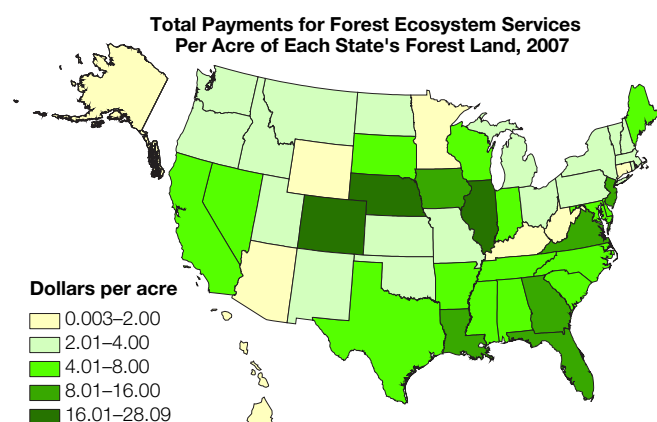 Total Payments for Forest Ecosystem Services
Per Acre of Each State's Forest Land, 2007
Dollars per acre
0.003–2.00
2.01–4.00
4.01–8.00
8.01–16.00
16.01–28.09